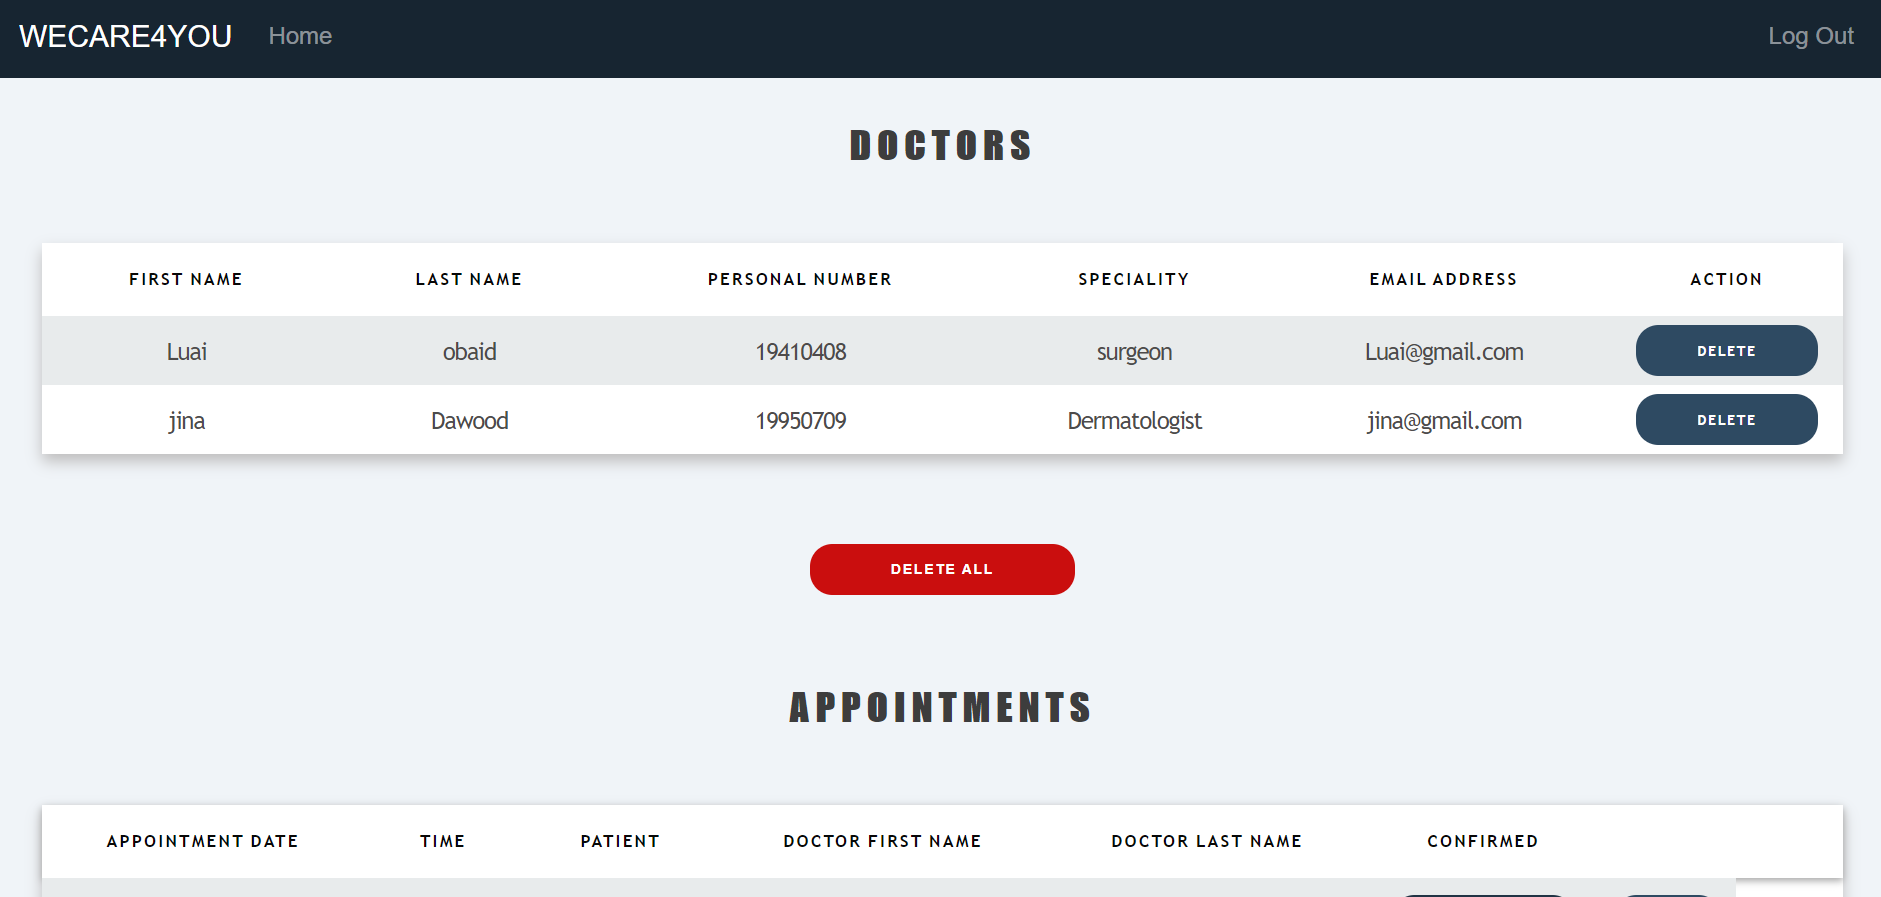 WECARE4YOU Home Log Out
DOCTORS
FIRST NAME LAST NAME PERSONAL NUMBER SPECIALITY EMAIL ADDRESS ACTION
Luai obaid 19410408 surgeon Luai@gmail.com DELETE
jina Dawood 19950709 Dermatologist jina@gmail.com DELETE
DELETE ALL
APPOINTMENTS
APPOINTMENT DATE TIME PATIENT DOCTOR FIRST NAME DOCTOR LAST NAME CONFIRMED